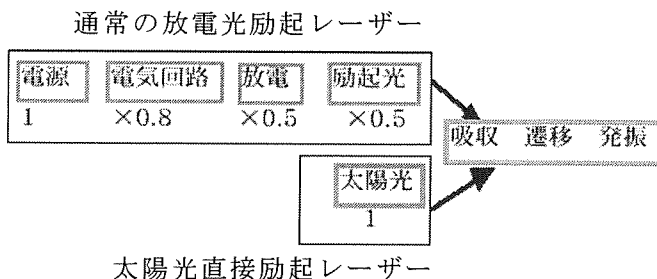 通常の放電光励起レーザー
電源 電気回路 放電 励起光
1 ×0.8 ×0.5 ×0.5
吸収 遷移 発振
太陽光
1
太陽光直接励起レーザー